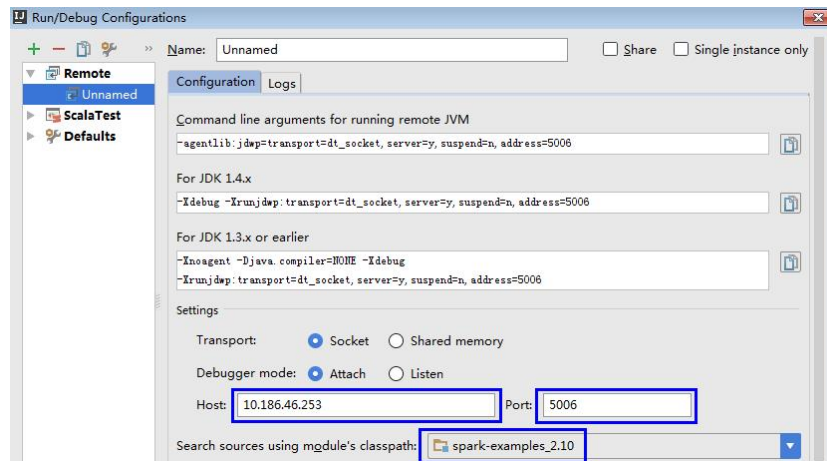 Run/Debug Configurations
Name: Unnamed Share Single instance only
Remote
Unnamed
ScalaTest
Defaults
Configuration Logs
Command line arguments for running remote JVM
-agentlib:jdwp=transport=dt_socket,server=y,suspend=n,address=5006
For JDK 1.4.x
-Xdebug -Xrunjdwp:transport=dt_socket,server=y,suspend=n,address=5006
For JDK 1.3.x or earlier
-Xnoagent -Djava.compiler=NONE -Xdebug
-Xrunjdwp:transport=dt_socket,server=y,suspend=n,address=5006
Settings
Transport: Socket Shared memory
Debugger mode: Attach Listen
Host: 10.186.46.253 Port: 5006
Search sources using module's classpath: spark-examples_2.10